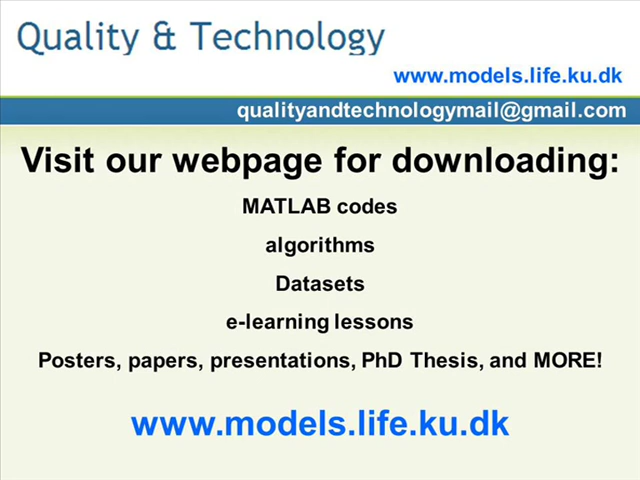 Quality & Technology
www.models.life.ku.dk
qualityandtechnologymail@gmail.com
Visit our webpage for downloading:
MATLAB codes
algorithms
Datasets
e-learning lessons
Posters, papers, presentations, PhD Thesis, and MORE!
www.models.life.ku.dk